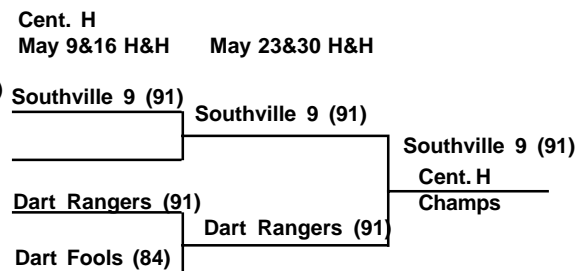 Cent. H
May 9&16 H&H May 23&30 H&H
)
Southville 9 (91)
Southville 9 (91)
Southville 9 (91)
Cent. H
Champs
Dart Rangers (91)
Dart Rangers (91)
Dart Fools (84)